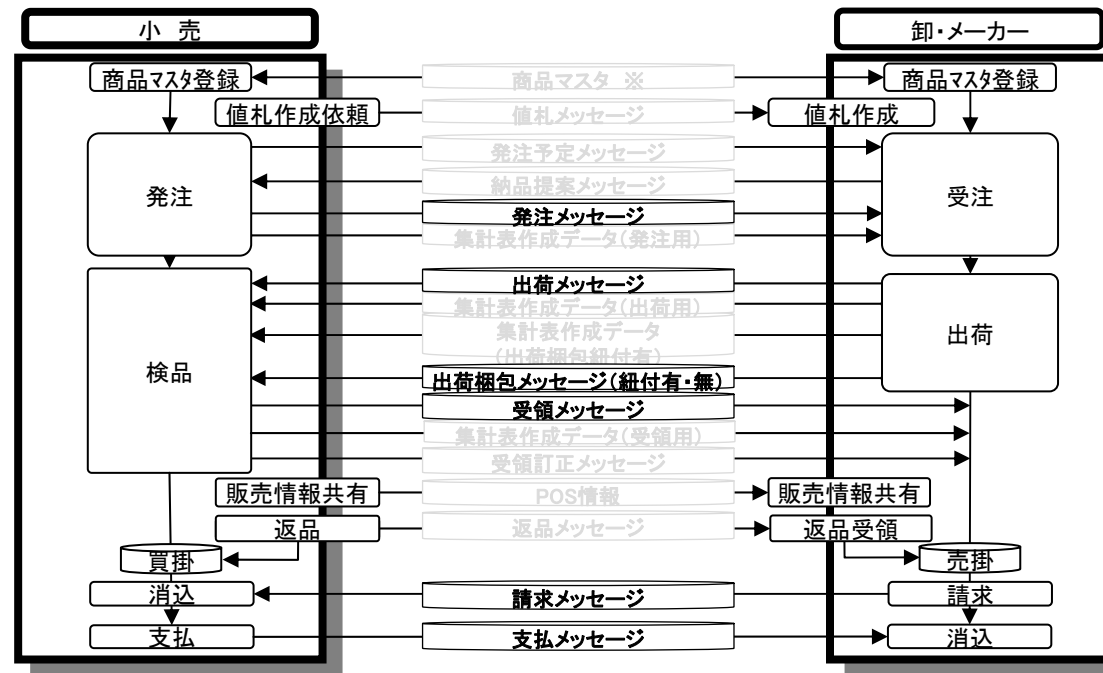 小 売
卸・メーカー
商品マスタ登録
商品マスタ ※
商品マスタ登録
値札作成依頼
値札メッセージ
値札作成
発注予定メッセージ
納品提案メッセージ
発注
受注
発注メッセージ
集計表作成データ(発注用)
出荷メッセージ
集計表作成データ(出荷用)
集計表作成データ
(出荷梱包紐付有)
出荷
検品
出荷梱包メッセージ(紐付有・無)
受領メッセージ
集計表作成データ(受領用)
受領訂正メッセージ
販売情報共有
POS情報
販売情報共有
返品
返品メッセージ
返品受領
買掛
売掛
消込
請求メッセージ
請求
支払
支払メッセージ
消込